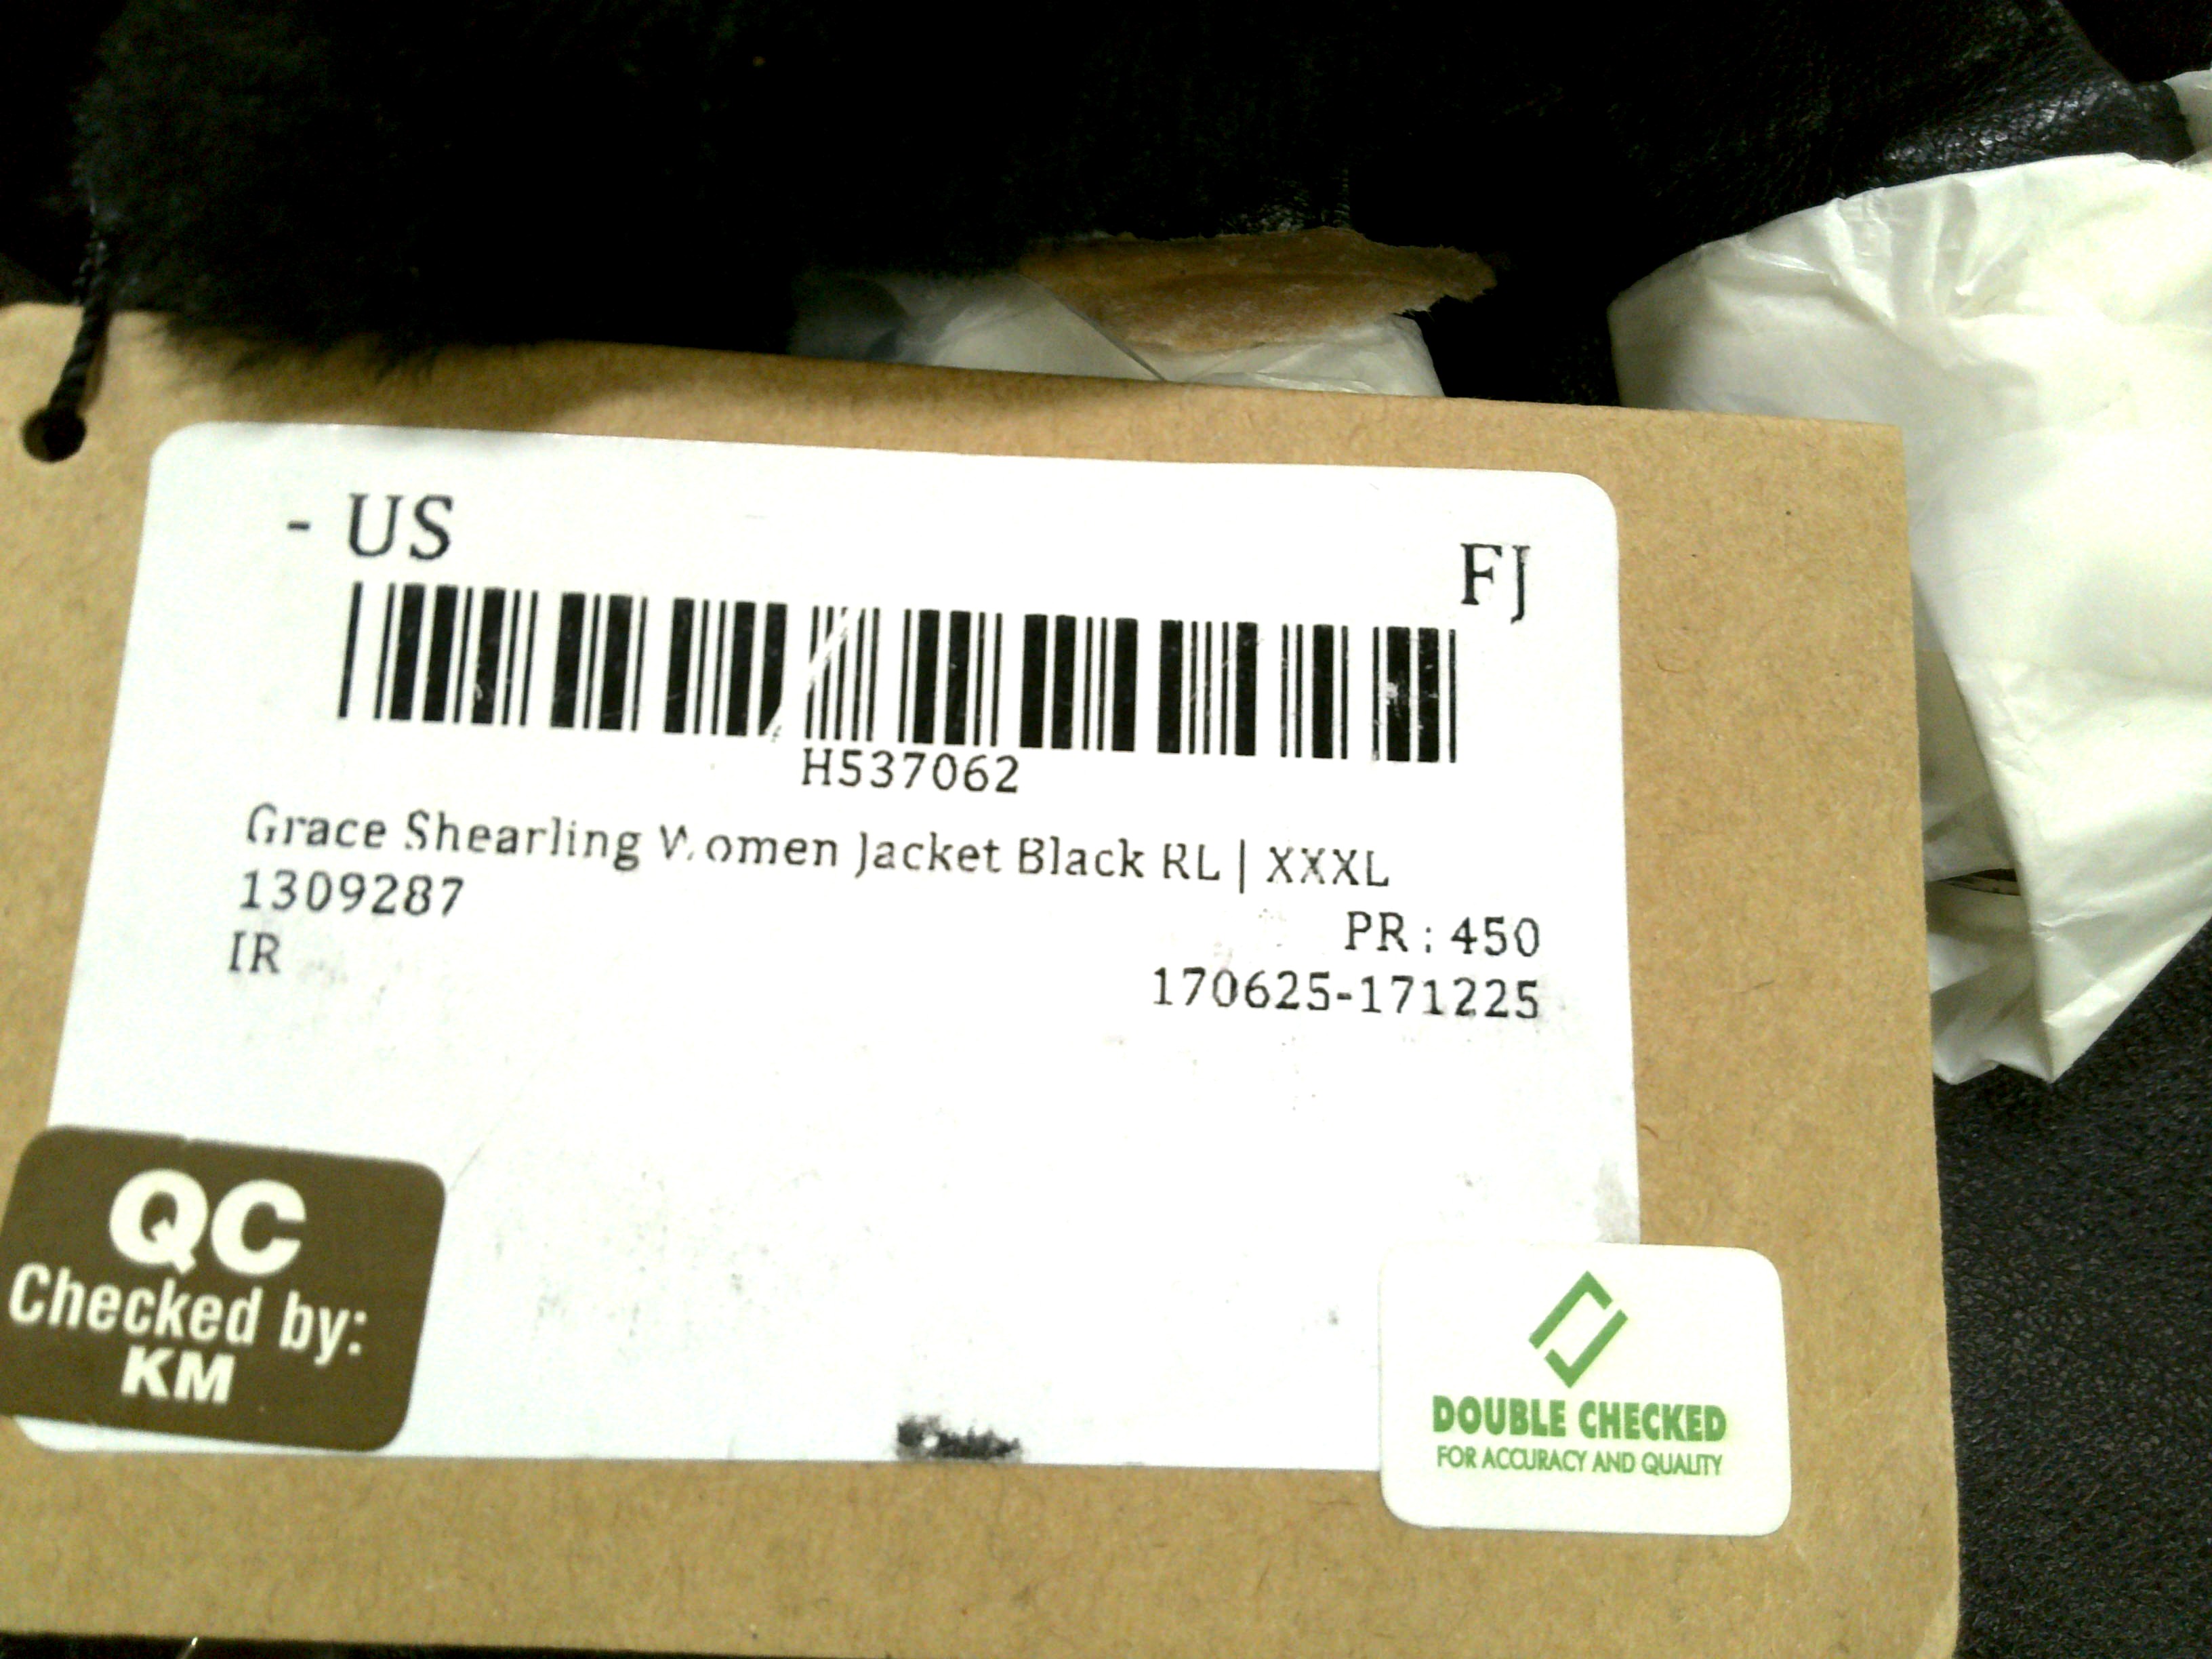 - US
FJ
H537062
Grace Shearling Women Jacket Black RL | XXXL
1309287
PR : 450
IR
170625-171225
QC
Checked by:
KM
DOUBLE CHECKED
FOR ACCURACY AND QUALITY